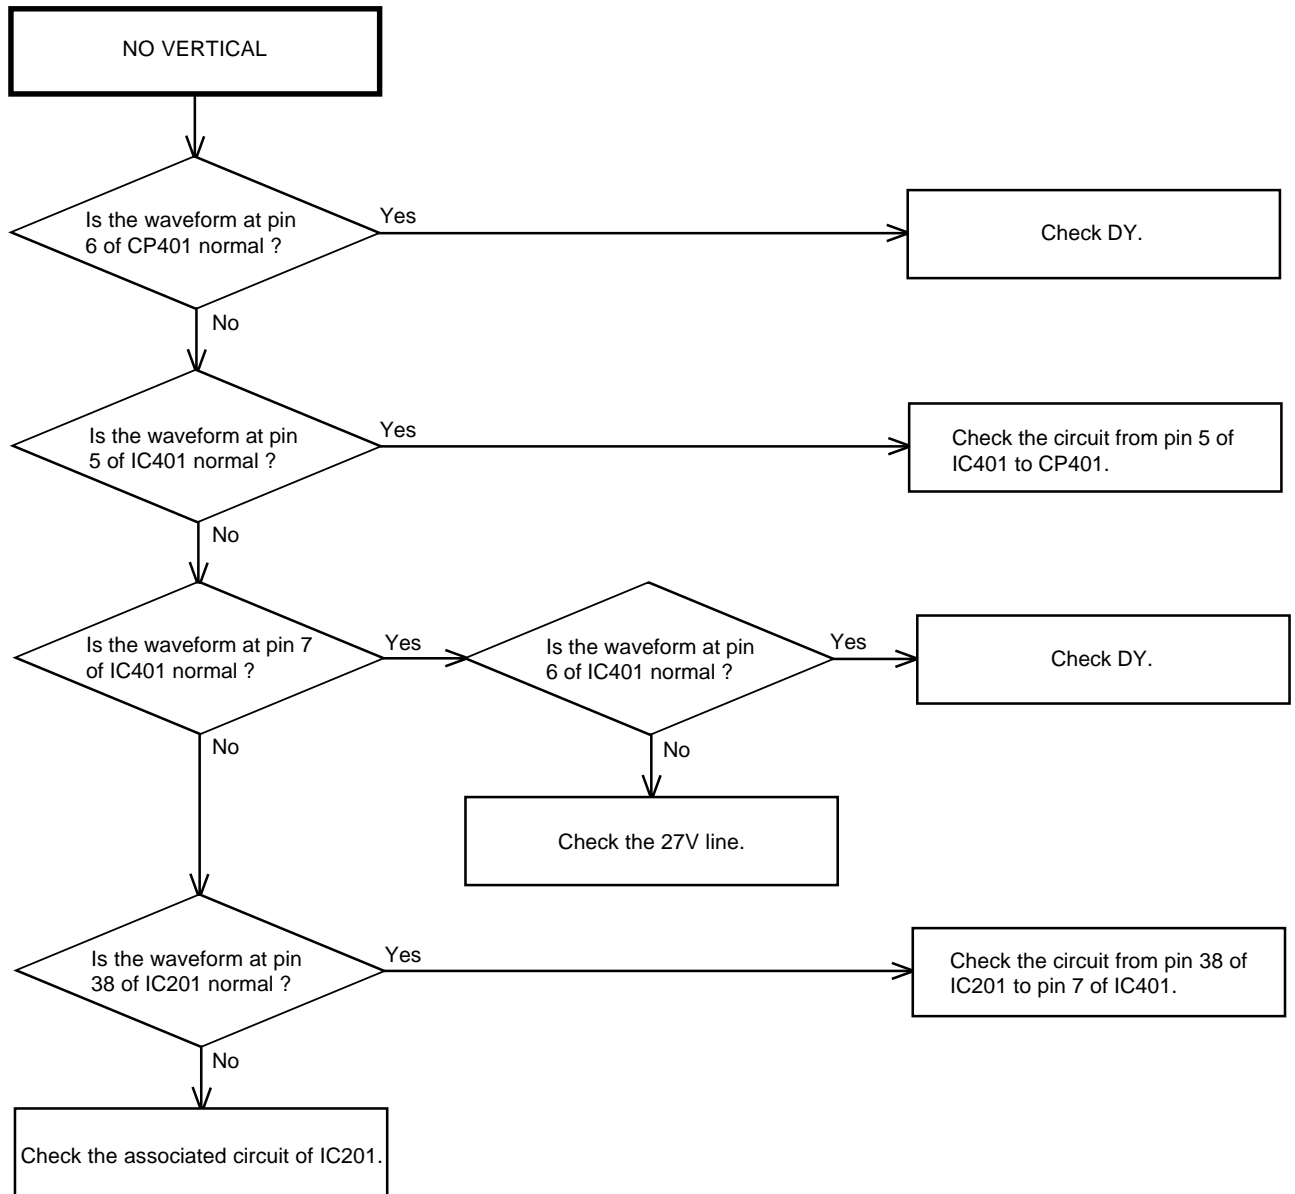 NO VERTICAL
Is the waveform at pin
6 of CP401 normal ?
Yes
Check DY.
No
Is the waveform at pin
5 of IC401 normal ?
Yes
Check the circuit from pin 5 of
IC401 to CP401.
No
Is the waveform at pin 7
of IC401 normal ?
Yes
Is the waveform at pin
6 of IC401 normal ?
Yes
Check DY.
No
No
Check the 27V line.
Is the waveform at pin
38 of IC201 normal ?
Yes
Check the circuit from pin 38 of
IC201 to pin 7 of IC401.
No
Check the associated circuit of IC201.